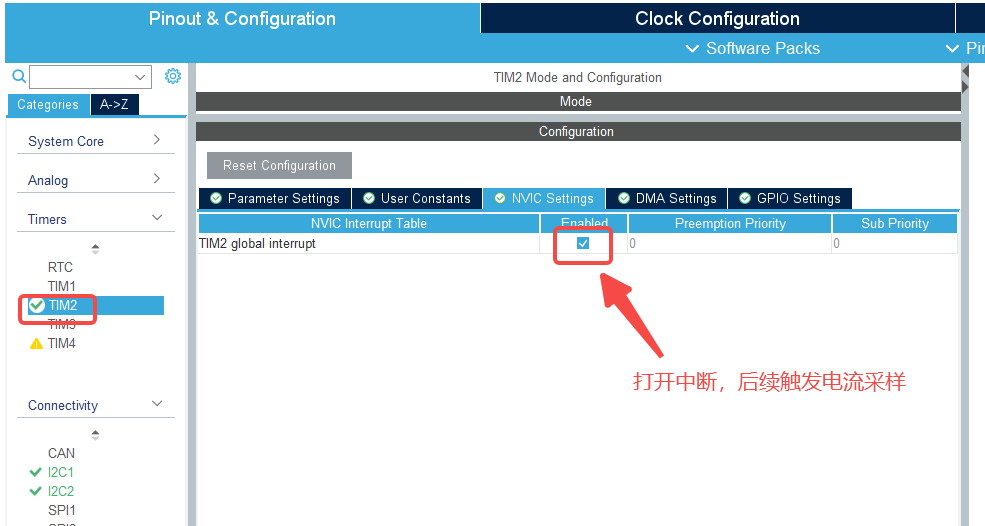 Pinout & Configuration
Clock Configuration
Software Packs
Categories
A->Z
System Core
Analog
Timers
RTC
TIM1
TIM2
TIM3
TIM4
Connectivity
CAN
I2C1
I2C2
SPI1
TIM2 Mode and Configuration
Mode
Configuration
Reset Configuration
Parameter Settings
User Constants
NVIC Settings
DMA Settings
GPIO Settings
NVIC Interrupt Table
Enabled
Preemption Priority
Sub Priority
TIM2 global interrupt
0
0
打开中断，后续触发电流采样